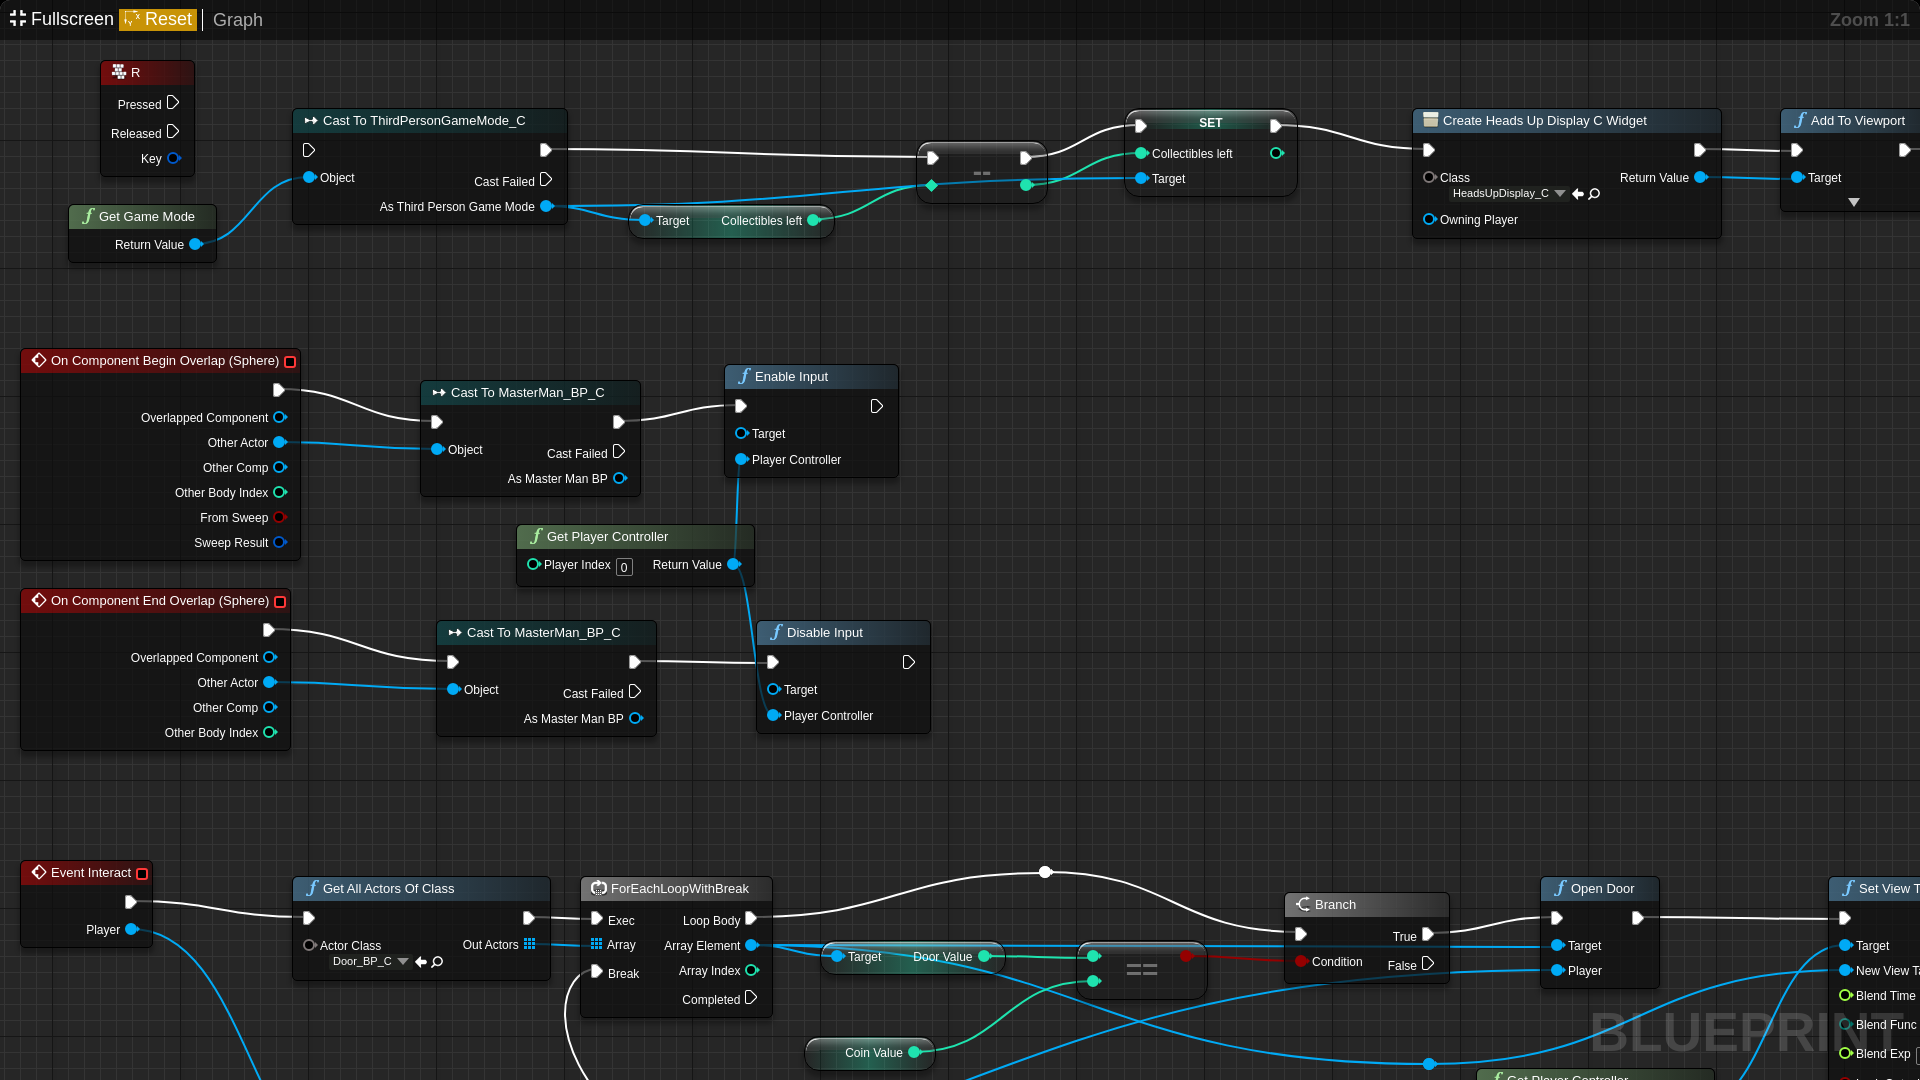 Fullscreen Reset Graph Zoom 1:1
R
Pressed
Released
Key
Get Game Mode
Return Value
Cast To ThirdPersonGameMode_C
Object
Cast Failed
As Third Person Game Mode
Target Collectibles left
--
SET
Collectibles left
Target
Create Heads Up Display C Widget
Class
HeadsUpDisplay_C
Return Value
Owning Player
Add To Viewport
Target
On Component Begin Overlap (Sphere)
Overlapped Component
Other Actor
Other Comp
Other Body Index
From Sweep
Sweep Result
Cast To MasterMan_BP_C
Object
Cast Failed
As Master Man BP
Enable Input
Target
Player Controller
Get Player Controller
Player Index 0 Return Value
On Component End Overlap (Sphere)
Overlapped Component
Other Actor
Other Comp
Other Body Index
Cast To MasterMan_BP_C
Object
Cast Failed
As Master Man BP
Disable Input
Target
Player Controller
Event Interact
Player
Get All Actors Of Class
Actor Class
Door_BP_C
Out Actors
ForEachLoopWithBreak
Exec Loop Body
Array Array Element
Array Index
Break
Completed
Target Door Value
==
Coin Value
Branch
True
Condition
False
Open Door
Target
Player
Set View T
Target
New View Ta
Blend Time
Blend Func
Blend Exp
Get Player Controller
BLUEPRINT